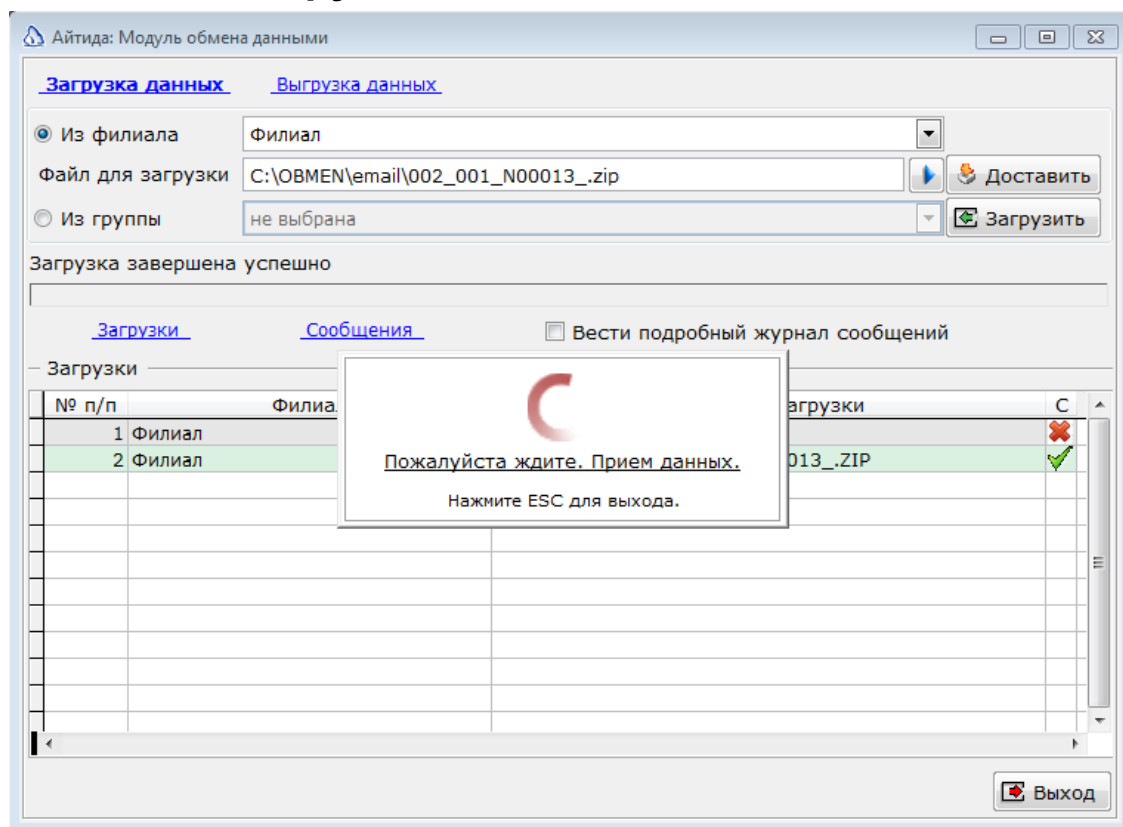 Айтида: Модуль обмена данными
Загрузка данных Выгрузка данных
Из филиала Филиал
Файл для загрузки C:\OBMEN\email\002_001_N00013_.zip Доставить
Из группы не выбрана Загрузить
Загрузка завершена успешно
Загрузки Сообщения Вести подробный журнал сообщений
Загрузки
№ п/п Филиа агрузки С
1 Филиал
2 Филиал 013_.ZIP
Пожалуйста ждите. Прием данных.
Нажмите ESC для выхода.
Выход